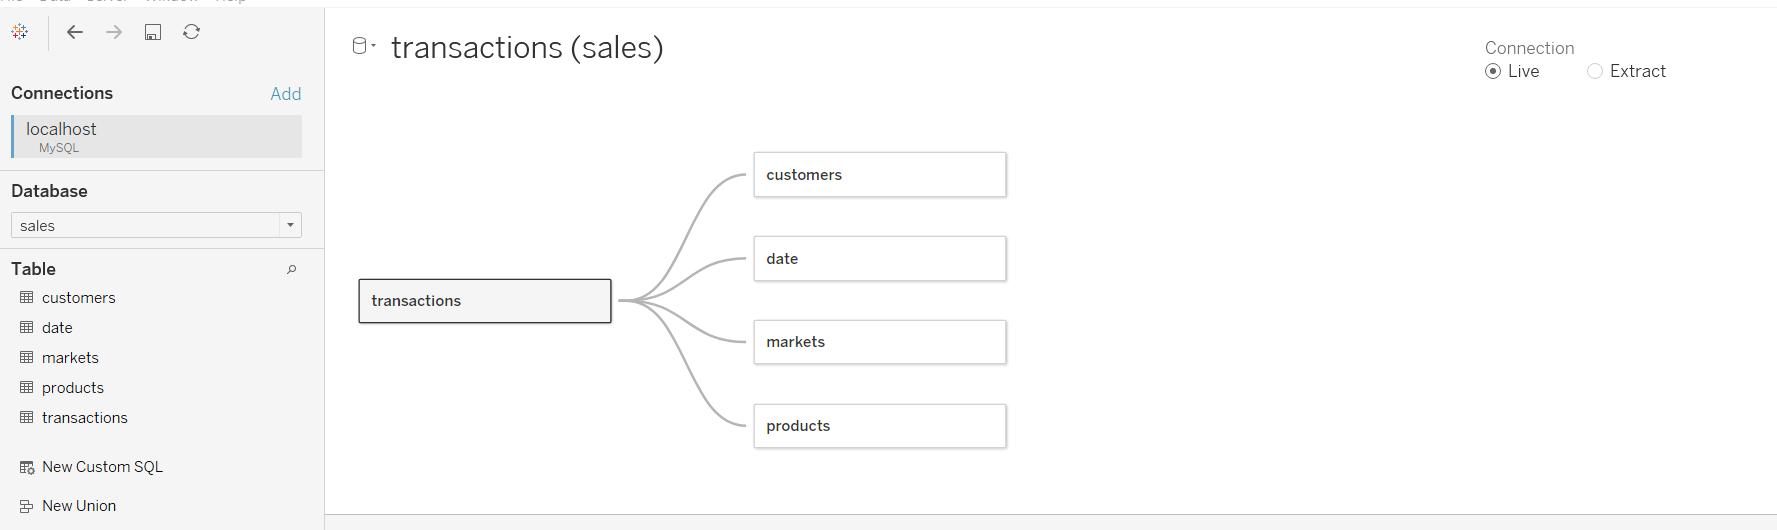 transactions (sales)
Connection
Live
Extract
Connections
Add
localhost
MySQL
Database
sales
Table
customers
date
markets
products
transactions
New Custom SQL
New Union
transactions
customers
date
markets
products